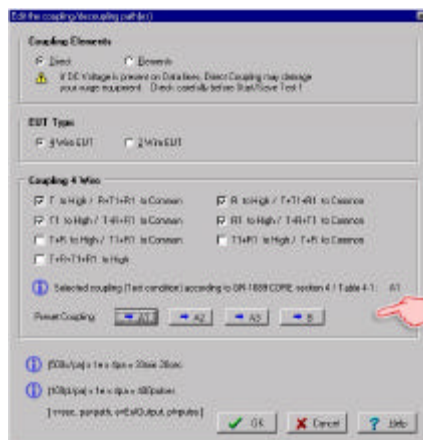 Edit the coupling/decoupling path(s)
Coupling Elements
Direct Elements
If DC Voltage is present on Data lines, Direct Coupling may damage
your surge equipment. Check carefully before Start/Save Test !
EUT Type
4 Wire EUT 2 Wire EUT
Coupling 4 Wire
T to High / R+T1+R1 to Common R to High / T+T1+R1 to Common
T1 to High / T+R+R1 to Common R1 to High / T+R+T1 to Common
T+R to High / T1+R1 to Common T1+R1 to High / T+R to Common
T+R+T1+R1 to High
Selected coupling (Test condition) according to GR-1089 CORE section 4 / Table 4-1: A1
Preset Coupling: A1 A2 A3 B
OK Cancel Help